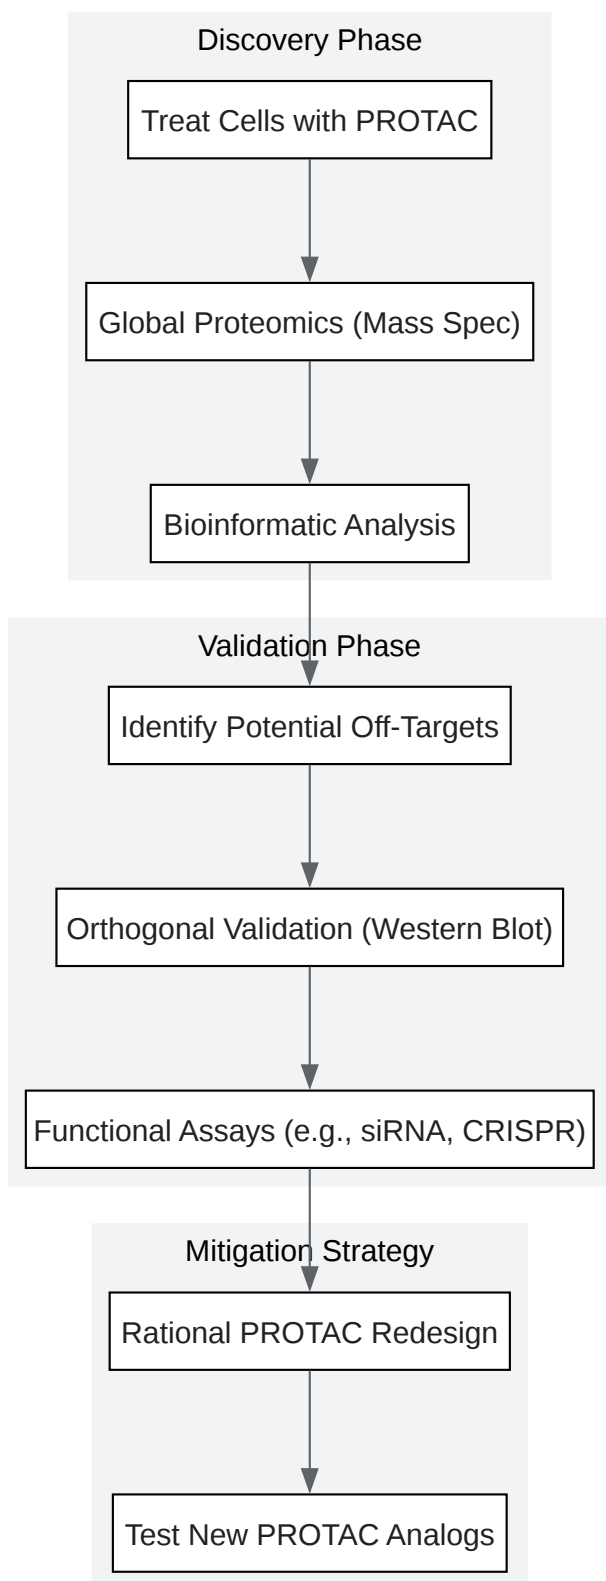 Discovery Phase
Treat Cells with PROTAC
Global Proteomics (Mass Spec)
Bioinformatic Analysis
Validation Phase
Identify Potential Off-Targets
Orthogonal Validation (Western Blot)
Functional Assays (e.g., siRNA, CRISPR)
Mitigation Strategy
Rational PROTAC Redesign
Test New PROTAC Analogs